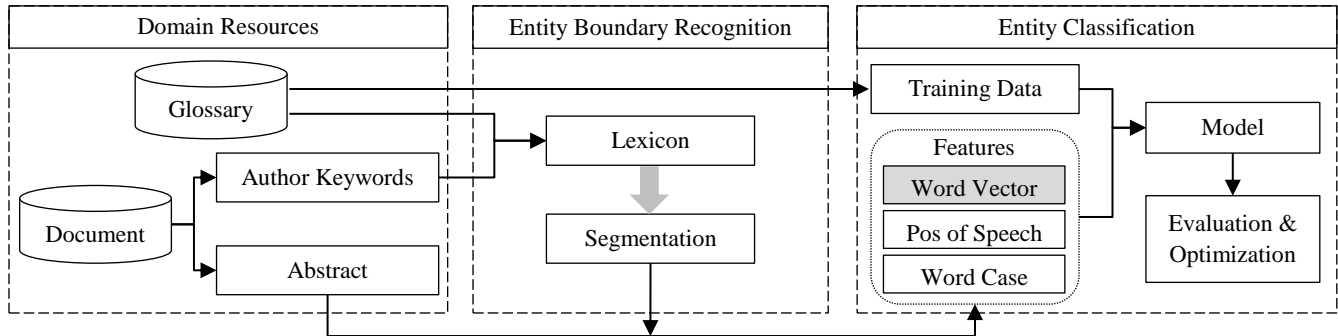 Domain Resources
Entity Boundary Recognition
Entity Classification
Glossary
Training Data
Lexicon
Model
Features
Author Keywords
Word Vector
Document
Segmentation
Pos of Speech
Evaluation &
Optimization
Abstract
Word Case